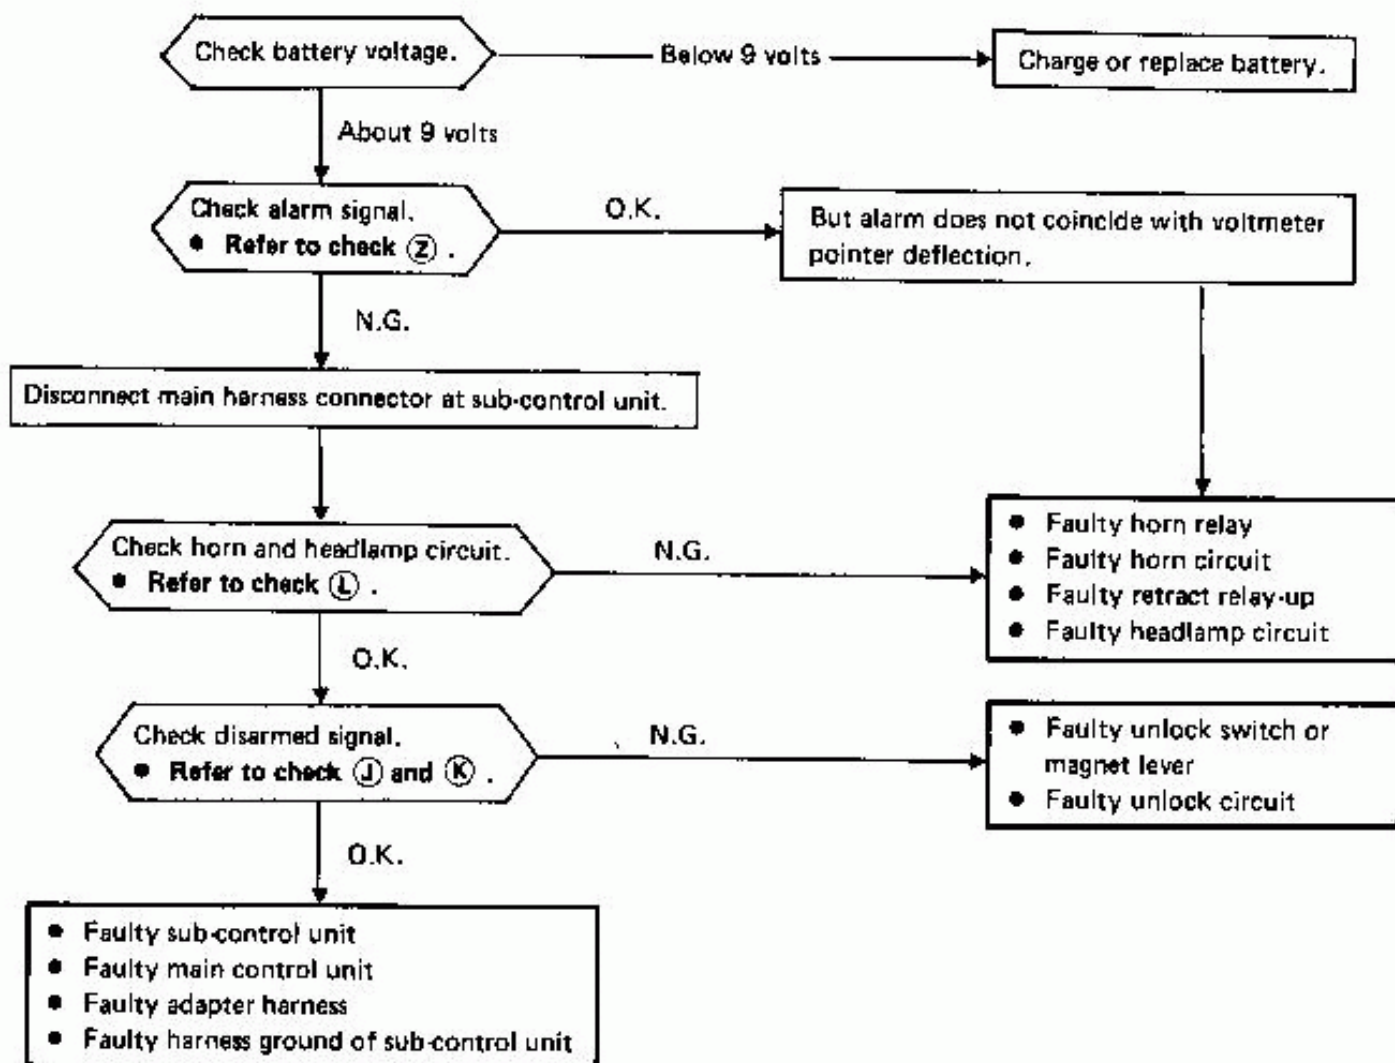 Check battery voltage.
Below 9 volts
Charge or replace battery.
About 9 volts
Check alarm signal.
● Refer to check Ⓩ .
O.K.
But alarm does not coincide with voltmeter
pointer deflection.
N.G.
Disconnect main harness connector at sub-control unit.
Check horn and headlamp circuit.
● Refer to check Ⓛ .
N.G.
● Faulty horn relay
● Faulty horn circuit
● Faulty retract relay-up
● Faulty headlamp circuit
O.K.
Check disarmed signal.
● Refer to check Ⓙ and Ⓚ .
N.G.
● Faulty unlock switch or
magnet lever
● Faulty unlock circuit
O.K.
● Faulty sub-control unit
● Faulty main control unit
● Faulty adapter harness
● Faulty harness ground of sub-control unit